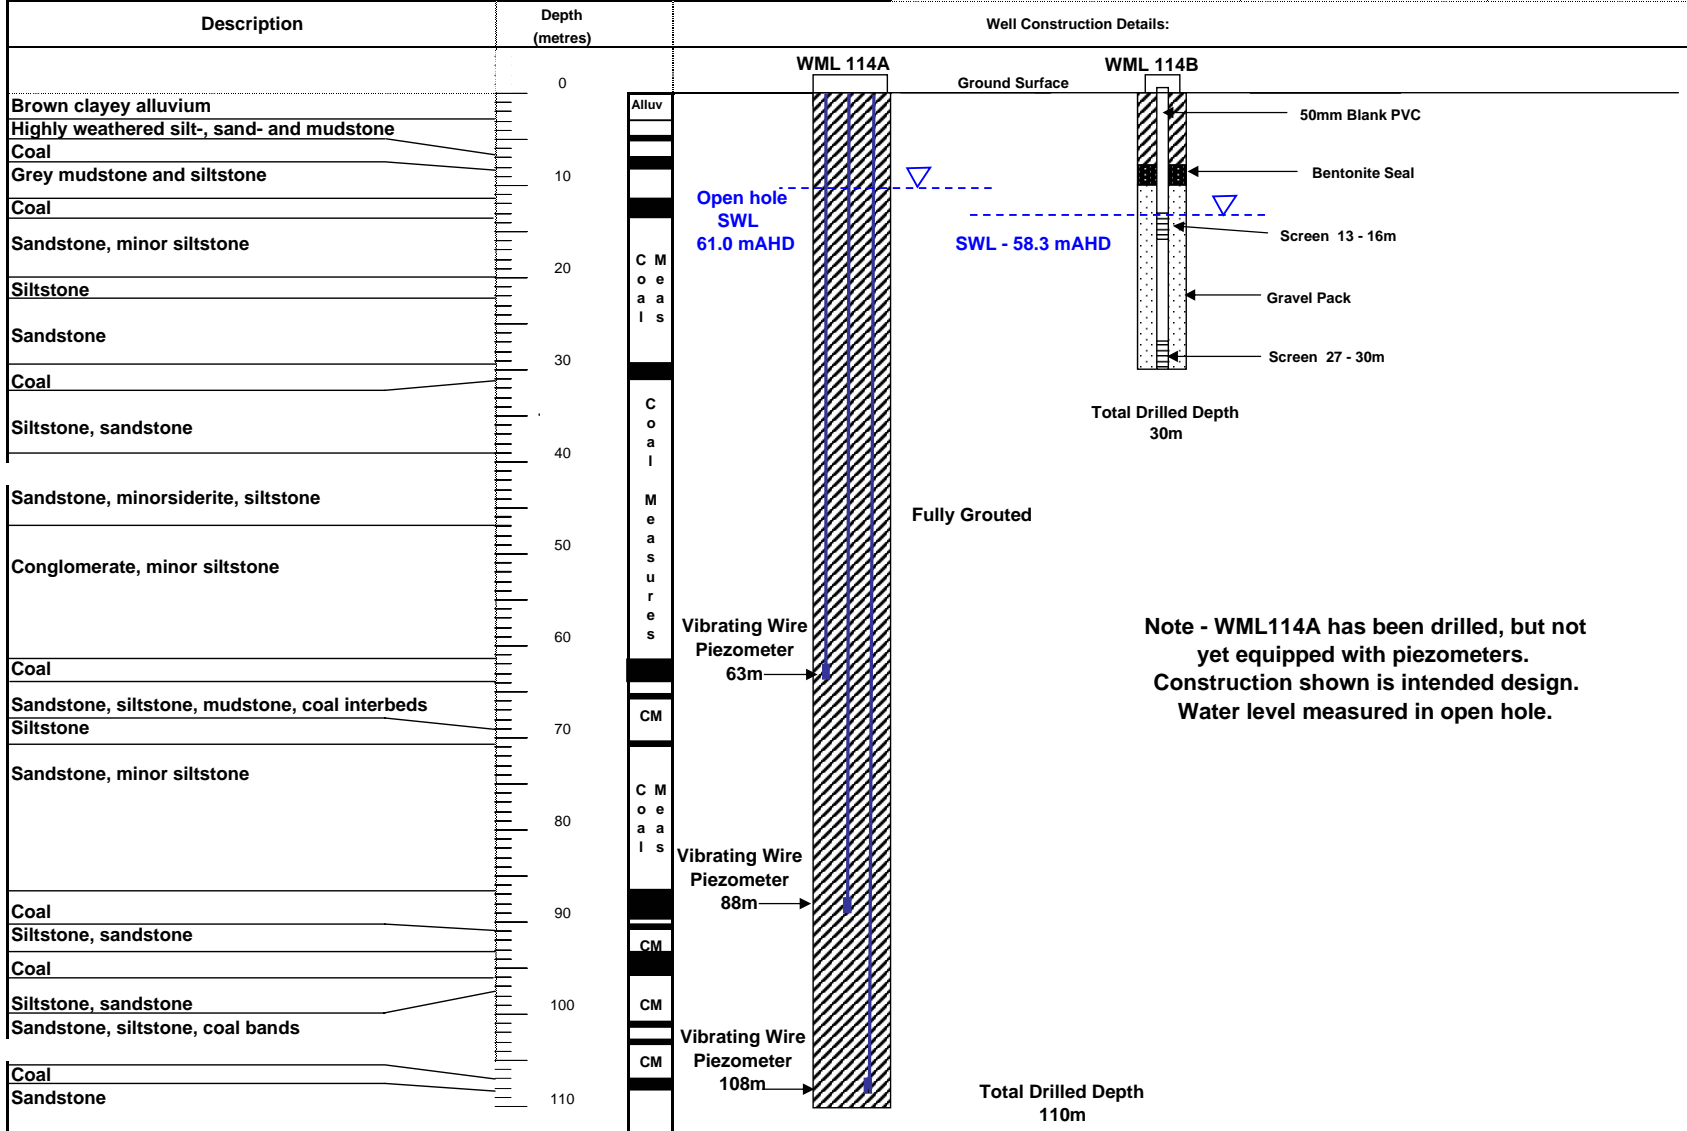 Description
Depth
(metres)
Well Construction Details:
WML 114A
WML 114B
Ground Surface
0
Brown clayey alluvium
Alluv
50mm Blank PVC
Highly weathered silt-, sand- and mudstone
Coal
Grey mudstone and siltstone
10
Bentonite Seal
Coal
Open hole
SWL
61.0 mAHD
SWL - 58.3 mAHD
Screen 13 - 16m
Sandstone, minor siltstone
20
Coal Meas
Siltstone
Gravel Pack
Sandstone
30
Screen 27 - 30m
Coal
Total Drilled Depth
30m
Siltstone, sandstone
40
Coal Measures
Sandstone, minorsiderite, siltstone
Fully Grouted
50
Conglomerate, minor siltstone
60
Vibrating Wire
Piezometer
63m
Note - WML114A has been drilled, but not
yet equipped with piezometers.
Construction shown is intended design.
Water level measured in open hole.
Coal
Sandstone, siltstone, mudstone, coal interbeds
CM
Siltstone
70
Sandstone, minor siltstone
Coal Meas
80
Vibrating Wire
Piezometer
88m
Coal
90
Siltstone, sandstone
CM
Coal
Siltstone, sandstone
100
CM
Sandstone, siltstone, coal bands
Vibrating Wire
Piezometer
108m
CM
Coal
Sandstone
110
Total Drilled Depth
110m